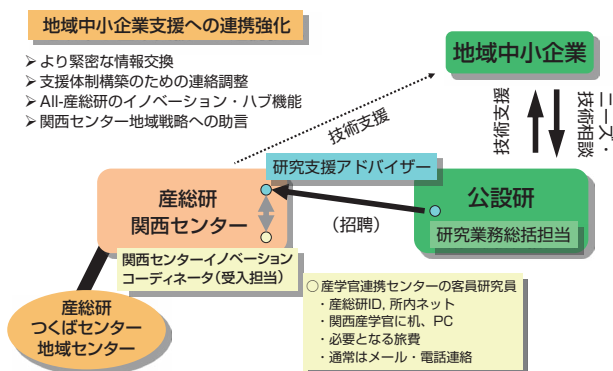 地域中小企業支援への連携強化
➢ より緊密な情報交換
➢ 支援体制構築のための連絡調整
➢ All-産総研のイノベーション・ハブ機能
➢ 関西センター地域戦略への助言
地域中小企業
技術支援
技術支援
ニーズ・
技術相談
研究支援アドバイザー
産総研
関西センター
(招聘)
公設研
研究業務総括担当
関西センターイノベーション
コーディネータ(受入担当)
産総研
つくばセンター
地域センター
○産学官連携センターの客員研究員
・産総研ID, 所内ネット
・関西産学官に机、PC
・必要となる旅費
・通常はメール・電話連絡